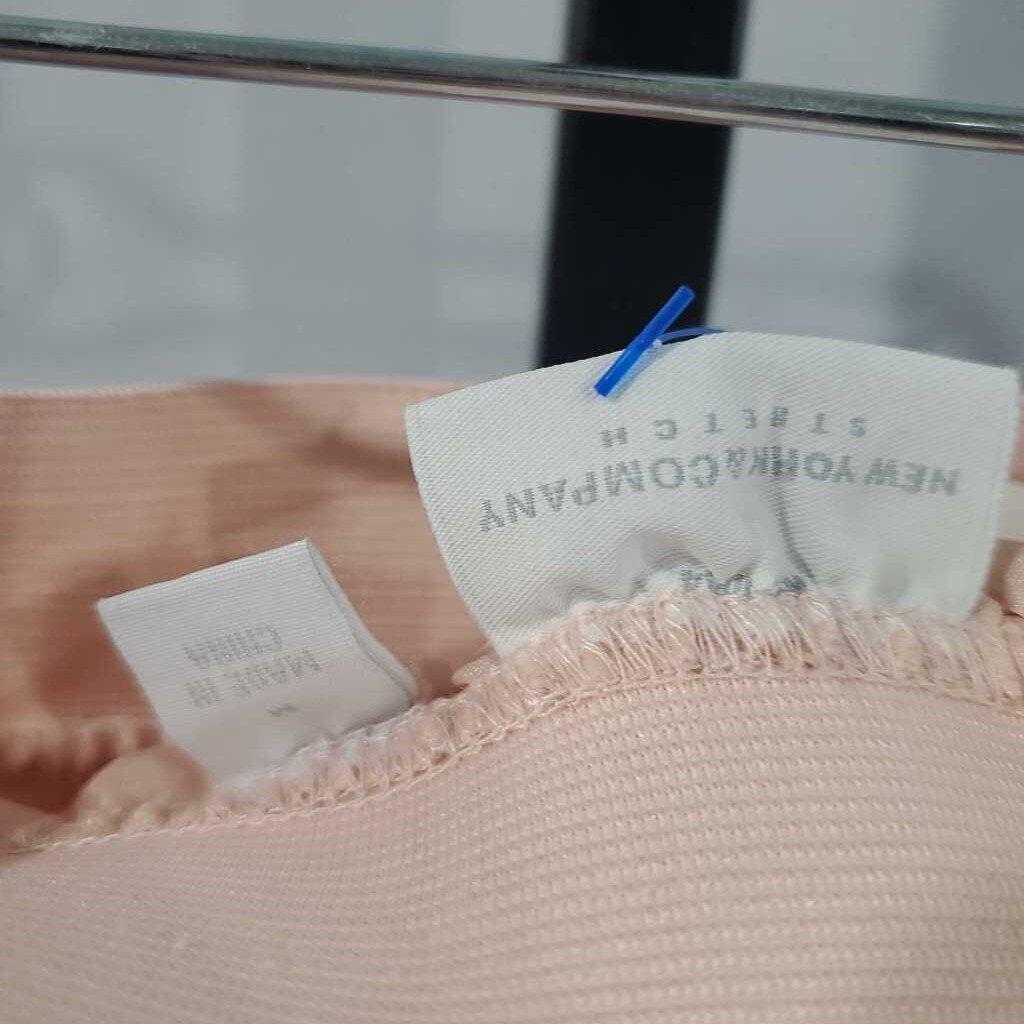 NEW YORK & COMPANY
STRETCH
MADE IN
CHINA